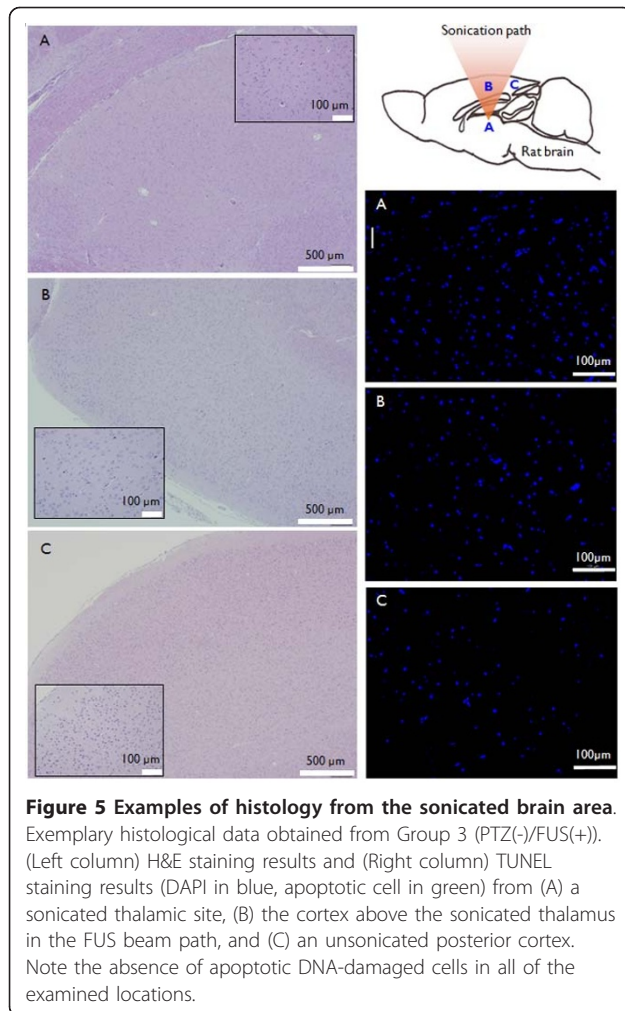 A
100 µm
500 µm
B
100 µm
500 µm
C
100 µm
500 µm
Sonication path
B
C
A
Rat brain
A
100µm
B
100µm
C
100µm
Figure 5 Examples of histology from the sonicated brain area.
Exemplary histological data obtained from Group 3 (PTZ(-)/FUS(+)).
(Left column) H&E staining results and (Right column) TUNEL
staining results (DAPI in blue, apoptotic cell in green) from (A) a
sonicated thalamic site, (B) the cortex above the sonicated thalamus
in the FUS beam path, and (C) an unsonicated posterior cortex.
Note the absence of apoptotic DNA-damaged cells in all of the
examined locations.